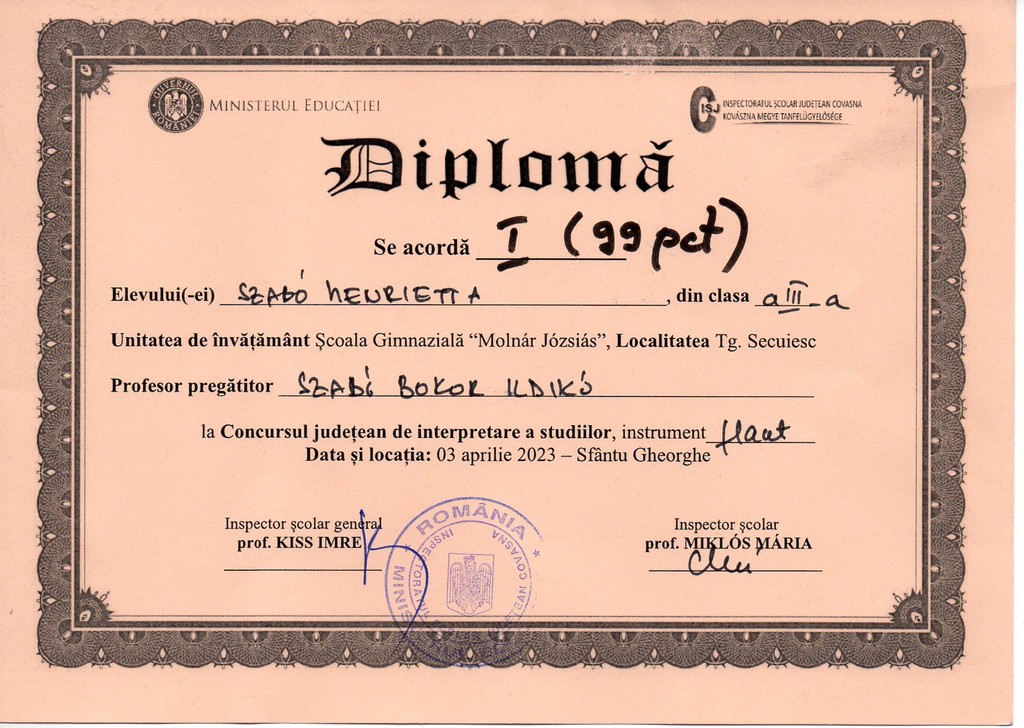 GUVERNUL ROMÂNIEI
MINISTERUL EDUCAȚIEI
CISJ
INSPECTORATUL ȘCOLAR JUDEȚEAN COVASNA
KOVÁSZNA MEGYE TANFELÜGYELŐSÉGE
Diplomă
Se acordă I (99 pct)
Elevului(-ei) SZABÓ HENRIETTA, din clasa a III-a
Unitatea de învățământ Școala Gimnazială “Molnár Józsiás”, Localitatea Tg. Secuiesc
Profesor pregătitor SZABÓ BOKOR ILDIKÓ
la Concursul județean de interpretare a studiilor, instrument flaut
Data și locația: 03 aprilie 2023 – Sfântu Gheorghe
Inspector școlar general
prof. KISS IMRE
Inspector școlar
prof. MIKLÓS MÁRIA
ROMÂNIA